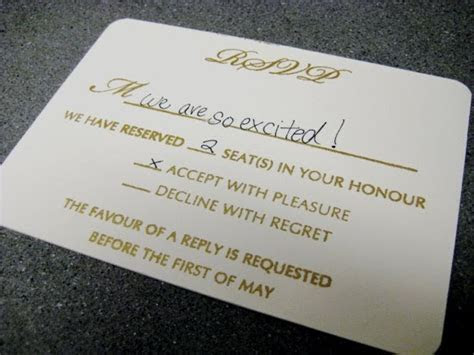 RSVP
M we are so excited!
WE HAVE RESERVED 2 SEAT(S) IN YOUR HONOUR
x ACCEPT WITH PLEASURE
DECLINE WITH REGRET
THE FAVOUR OF A REPLY IS REQUESTED
BEFORE THE FIRST OF MAY